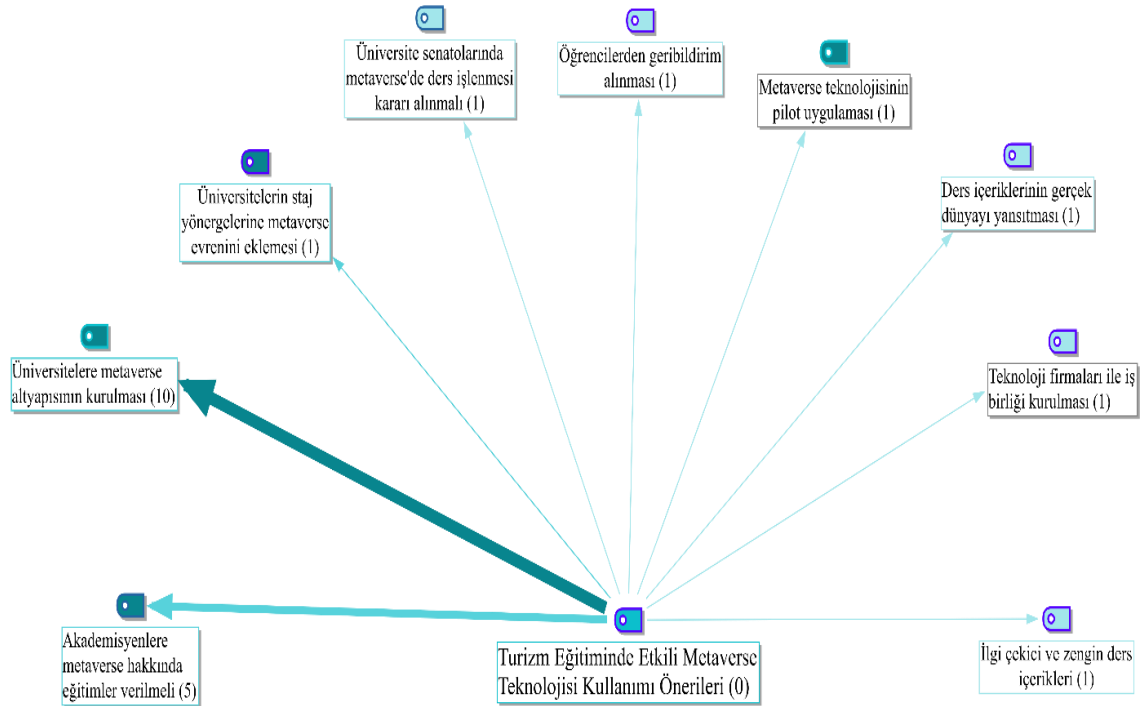 Üniversite senatolarında
metaverse'de ders işlenmesi
kararı alınmalı (1)
Öğrencilerden geribildirim
alınması (1)
Metaverse teknolojisinin
pilot uygulaması (1)
Üniversitelerin staj
yönergelerine metaverse
evrenini eklemesi (1)
Ders içeriklerinin gerçek
dünyayı yansıtması (1)
Üniversitelere metaverse
altyapısının kurulması (10)
Teknoloji firmaları ile iş
birliği kurulması (1)
Akademisyenlere
metaverse hakkında
eğitimler verilmeli (5)
Turizm Eğitiminde Etkili Metaverse
Teknolojisi Kullanımı Önerileri (0)
İlgi çekici ve zengin ders
içerikleri (1)